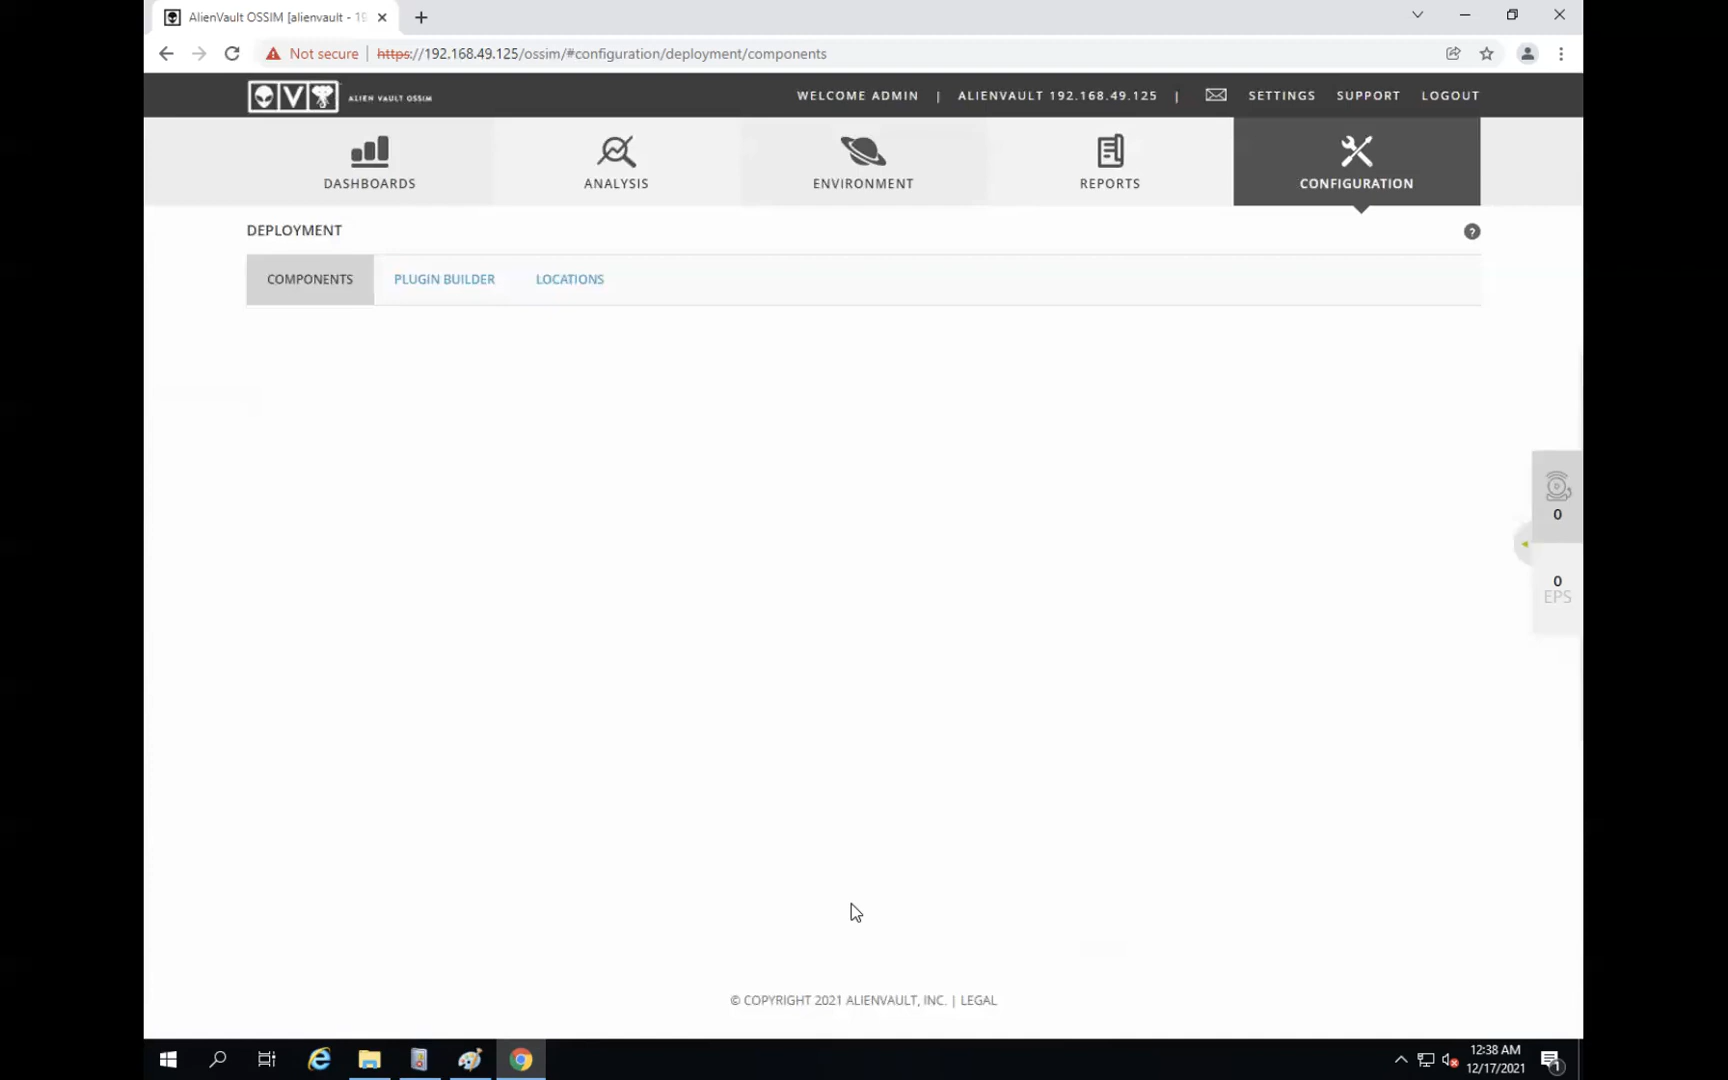 AlienVault OSSIM [alienvault - 19
Not secure | https://192.168.49.125/ossim/#configuration/deployment/components
V ALIEN VAULT OSSIM
WELCOME ADMIN | ALIENVAULT 192.168.49.125 | SETTINGS SUPPORT LOGOUT
DASHBOARDS ANALYSIS ENVIRONMENT REPORTS CONFIGURATION
DEPLOYMENT ?
COMPONENTS PLUGIN BUILDER LOCATIONS
0
0
EPS
© COPYRIGHT 2021 ALIENVAULT, INC. | LEGAL
12:38 AM
12/17/2021
1